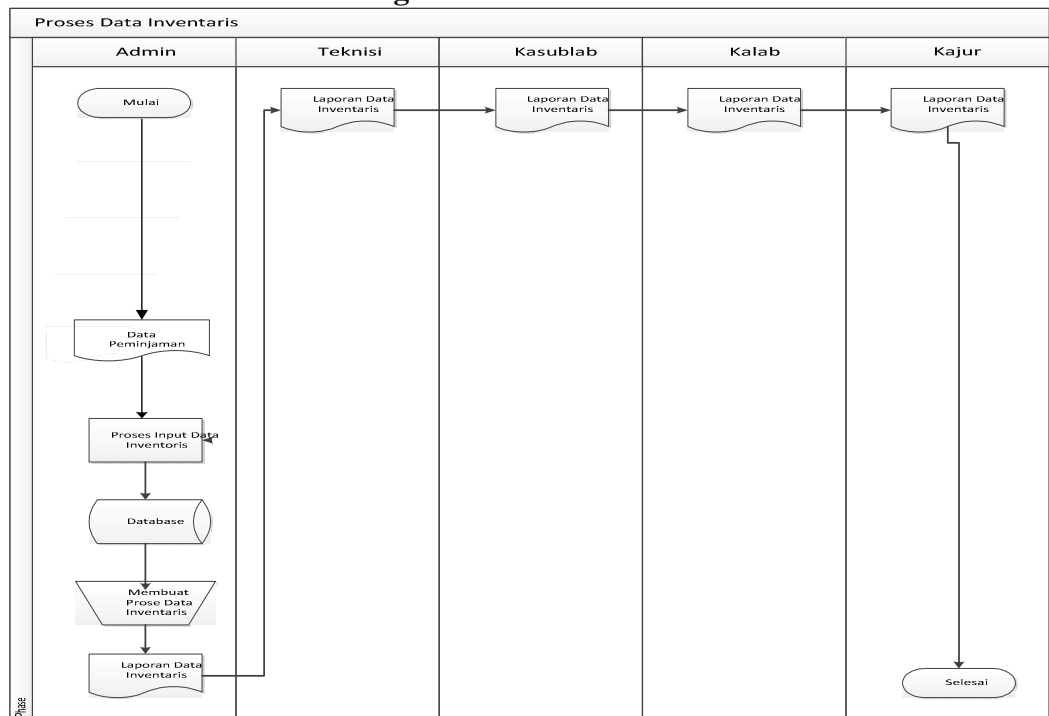 Proses Data Inventaris
Admin
Teknisi
Kasublab
Kalab
Kajur
Mulai
Laporan Data
Inventaris
Laporan Data
Inventaris
Laporan Data
Inventaris
Laporan Data
Inventaris
Data
Peminjaman
Proses Input Data
Inventoris
Database
Membuat
Prose Data
Inventaris
Laporan Data
Inventaris
Selesai
Phase